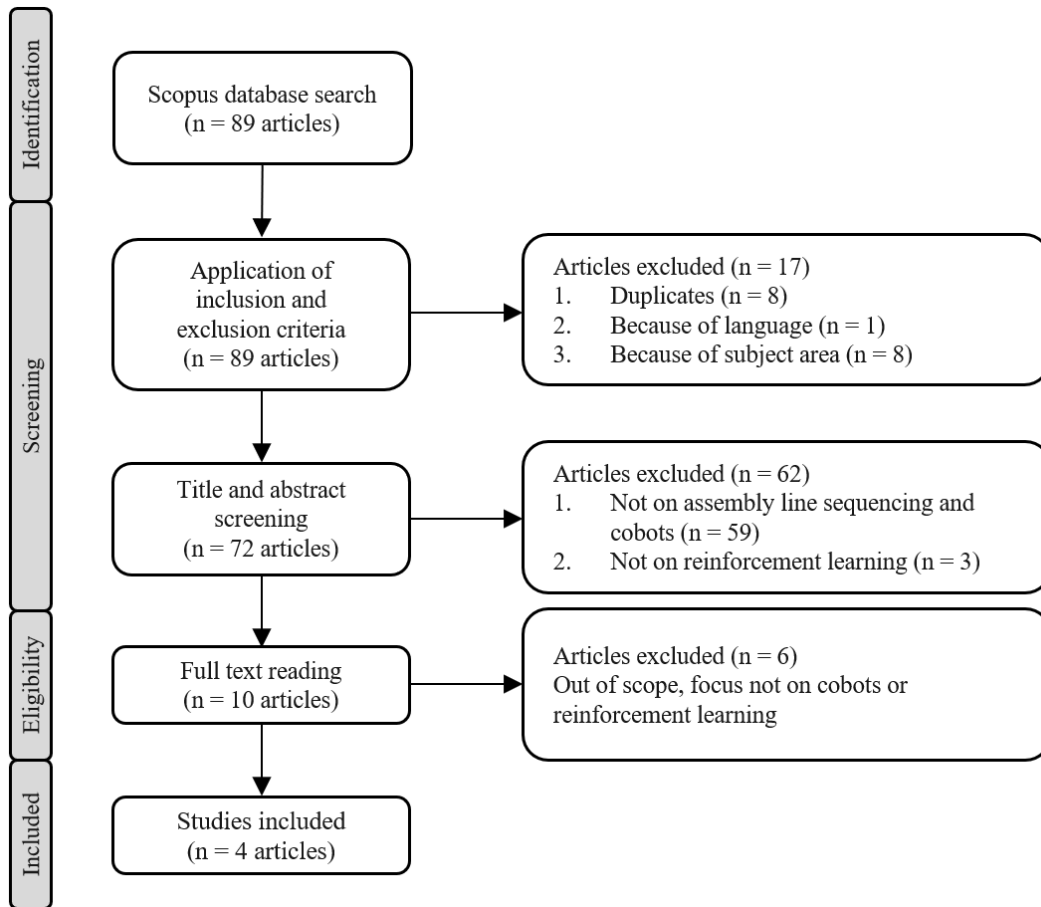 Identification
Scopus database search
(n = 89 articles)
Screening
Application of
inclusion and
exclusion criteria
(n = 89 articles)
Articles excluded (n = 17)
1. Duplicates (n = 8)
2. Because of language (n = 1)
3. Because of subject area (n = 8)
Title and abstract
screening
(n = 72 articles)
Articles excluded (n = 62)
1. Not on assembly line sequencing and
cobots (n = 59)
2. Not on reinforcement learning (n = 3)
Eligibility
Full text reading
(n = 10 articles)
Articles excluded (n = 6)
Out of scope, focus not on cobots or
reinforcement learning
Included
Studies included
(n = 4 articles)